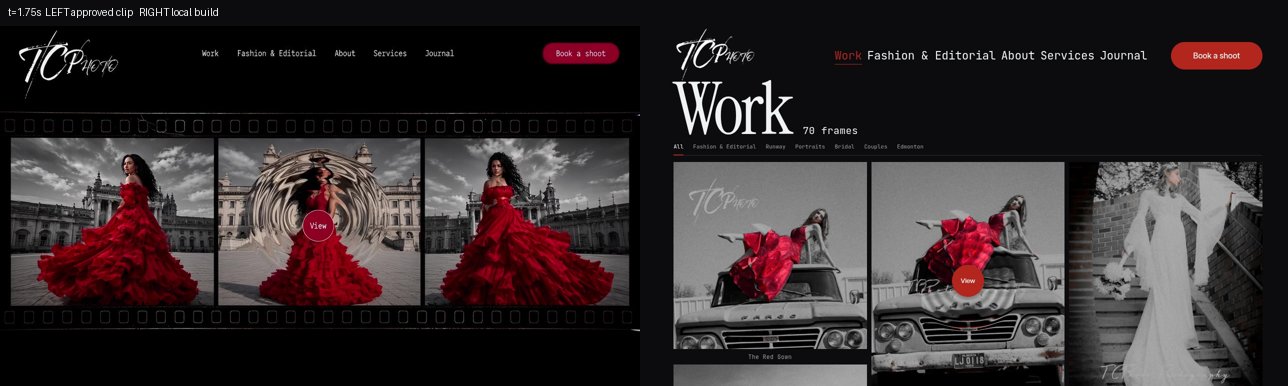 t=1.75s LEFT approved clip RIGHT local build
TCPHOTO
Work Fashion & Editorial About Services Journal
Book a shoot
View
TCPHOTO
Work Fashion & Editorial About Services Journal
Book a shoot
Work 70 frames
All Fashion & Editorial Runway Portraits Bridal Couples Edmonton
TCPHOTO
View
LJ0118
The Red Gown